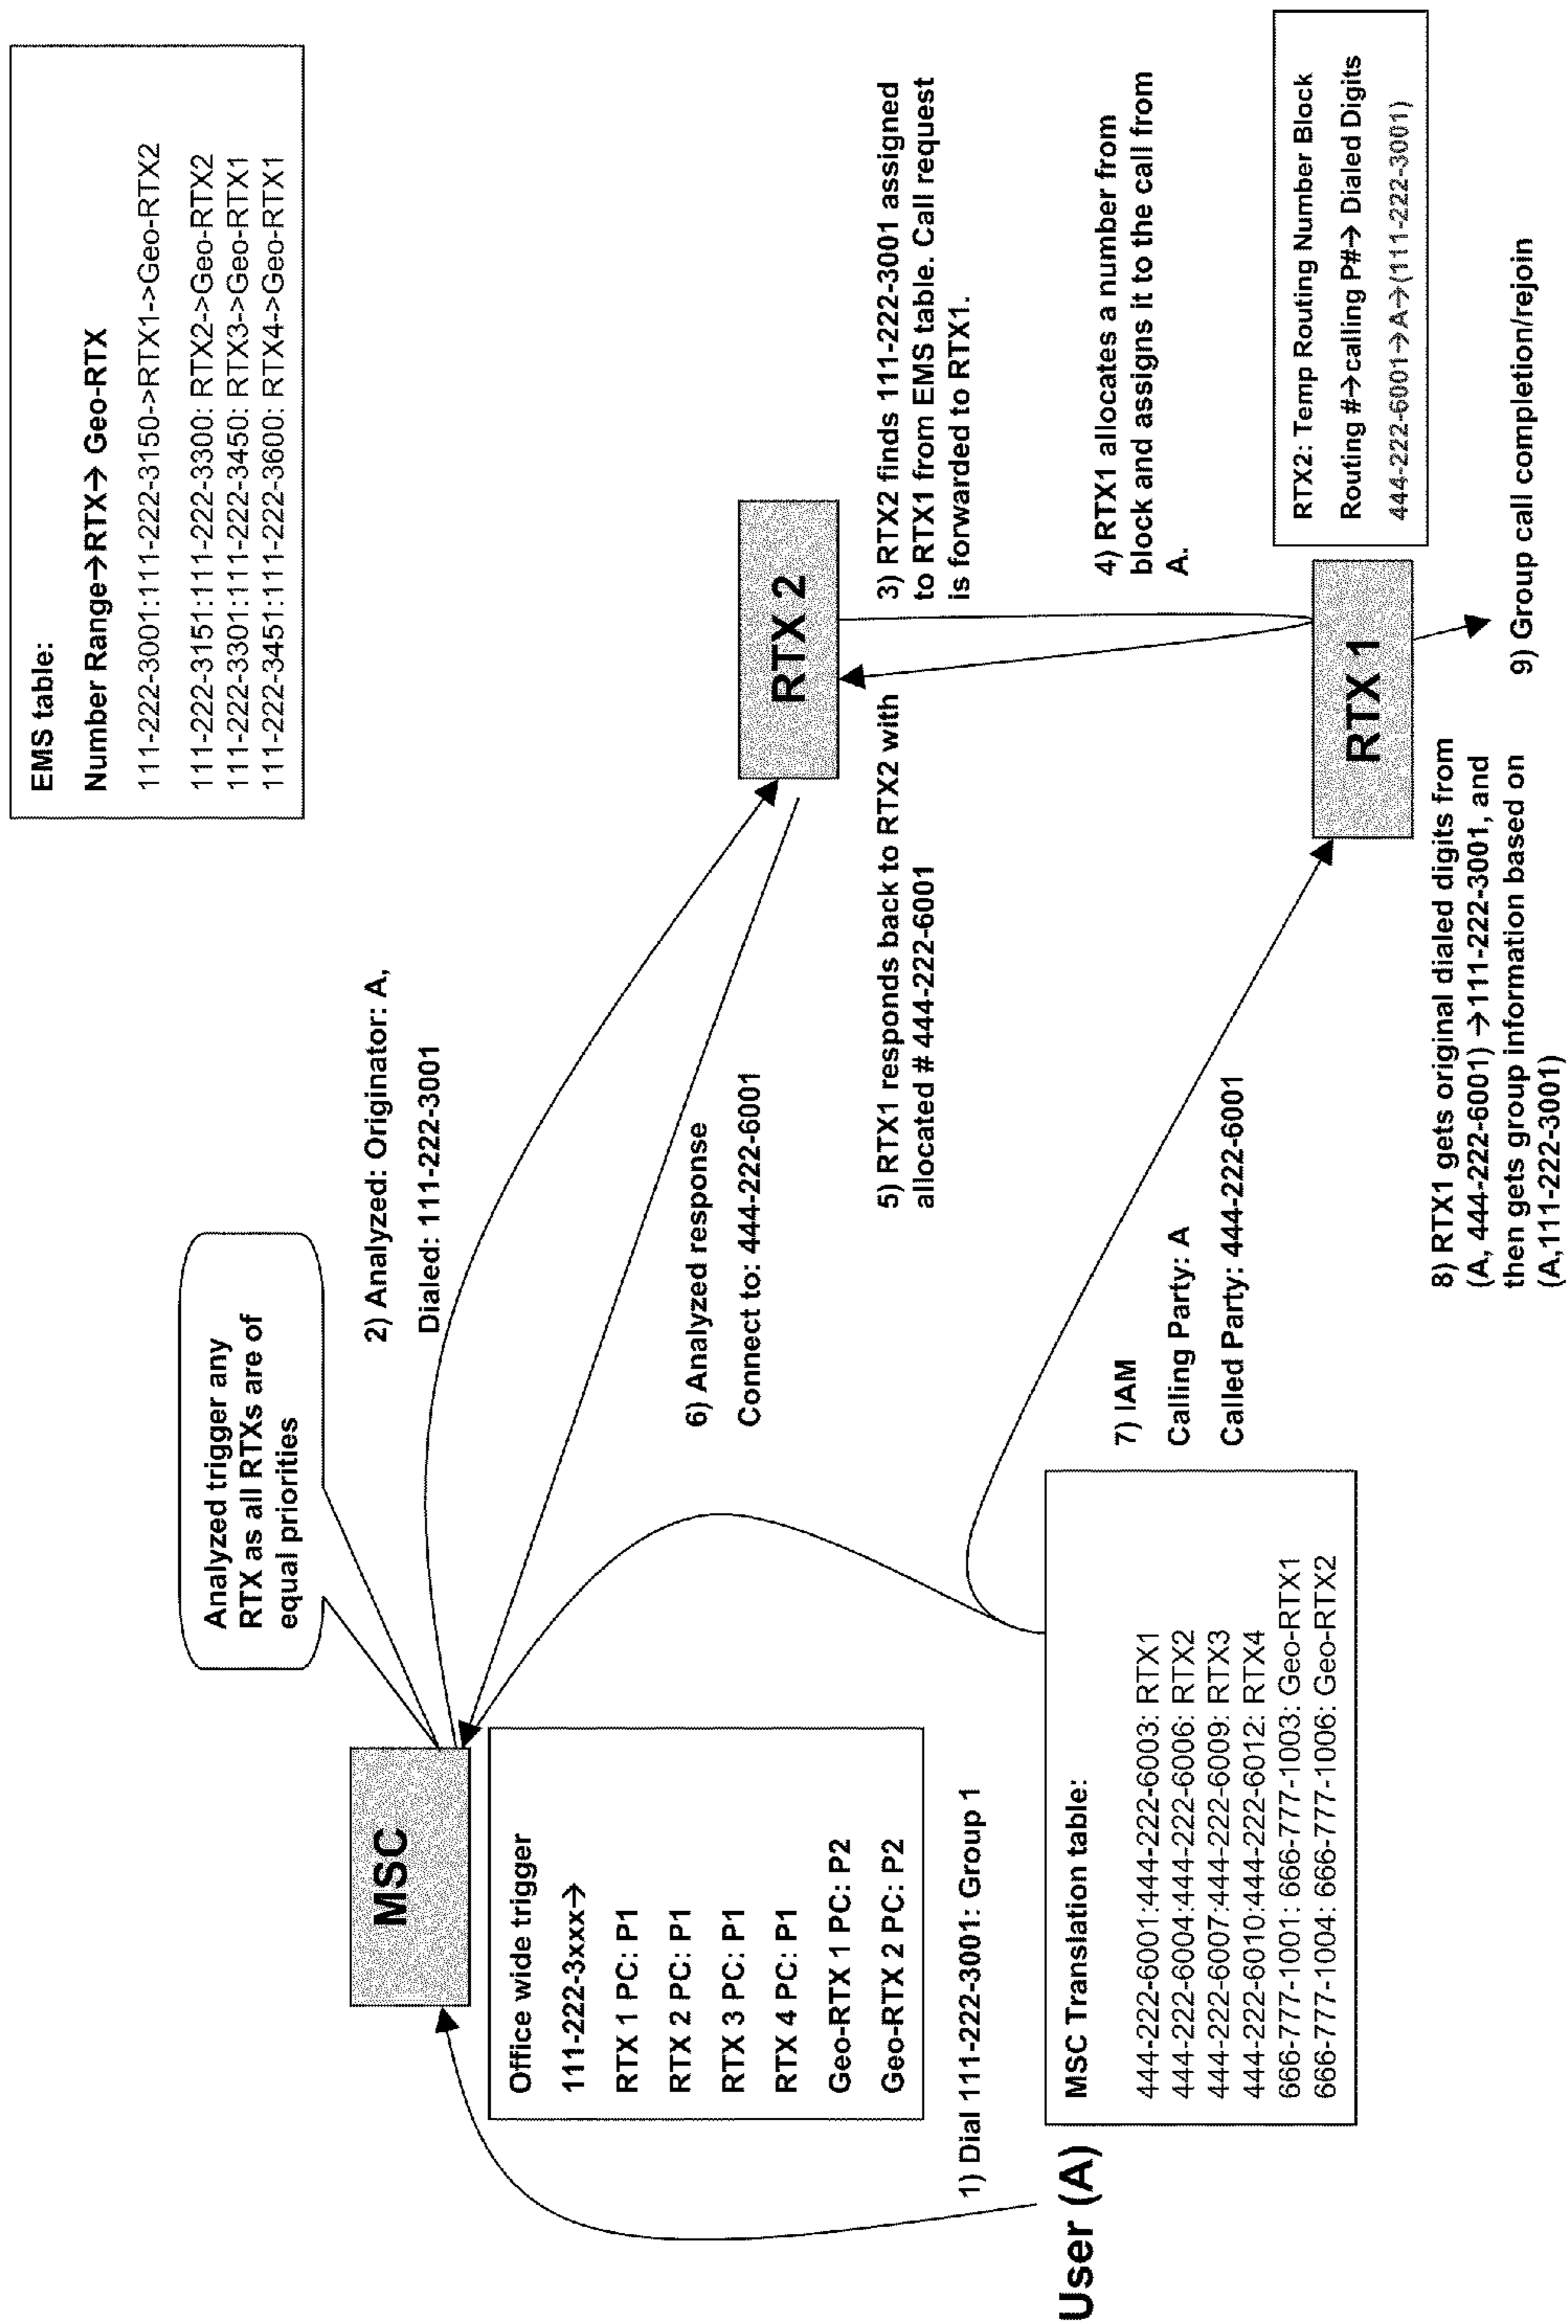 EMS table:
Number Range→RTX→ Geo-RTX
111-222-3001:111-222-3150->RTX1->Geo-RTX2
111-222-3151:111-222-3300: RTX2->Geo-RTX2
111-222-3301:111-222-3450: RTX3->Geo-RTX1
111-222-3451:111-222-3600: RTX4->Geo-RTX1
Analyzed trigger any
RTX as all RTXs are of
equal priorities
MSC
2) Analyzed: Originator: A,
Dialed: 111-222-3001
Office wide trigger
111-222-3xxx→
RTX 1 PC: P1
RTX 2 PC: P1
RTX 3 PC: P1
RTX 4 PC: P1
Geo-RTX 1 PC: P2
Geo-RTX 2 PC: P2
6) Analyzed response
Connect to: 444-222-6001
RTX 2
3) RTX2 finds 111-222-3001 assigned
to RTX1 from EMS table. Call request
is forwarded to RTX1.
5) RTX1 responds back to RTX2 with
allocated # 444-222-6001
1) Dial 111-222-3001: Group 1
User (A)
MSC Translation table:
444-222-6001:444-222-6003: RTX1
444-222-6004:444-222-6006: RTX2
444-222-6007:444-222-6009: RTX3
444-222-6010:444-222-6012: RTX4
666-777-1001: 666-777-1003: Geo-RTX1
666-777-1004: 666-777-1006: Geo-RTX2
7) IAM
Calling Party: A
Called Party: 444-222-6001
4) RTX1 allocates a number from
block and assigns it to the call from
A.
RTX 1
RTX2: Temp Routing Number Block
Routing #→calling P#→ Dialed Digits
444-222-6001→A→(111-222-3001)
8) RTX1 gets original dialed digits from
(A, 444-222-6001) →111-222-3001, and
then gets group information based on
(A,111-222-3001)
9) Group call completion/rejoin